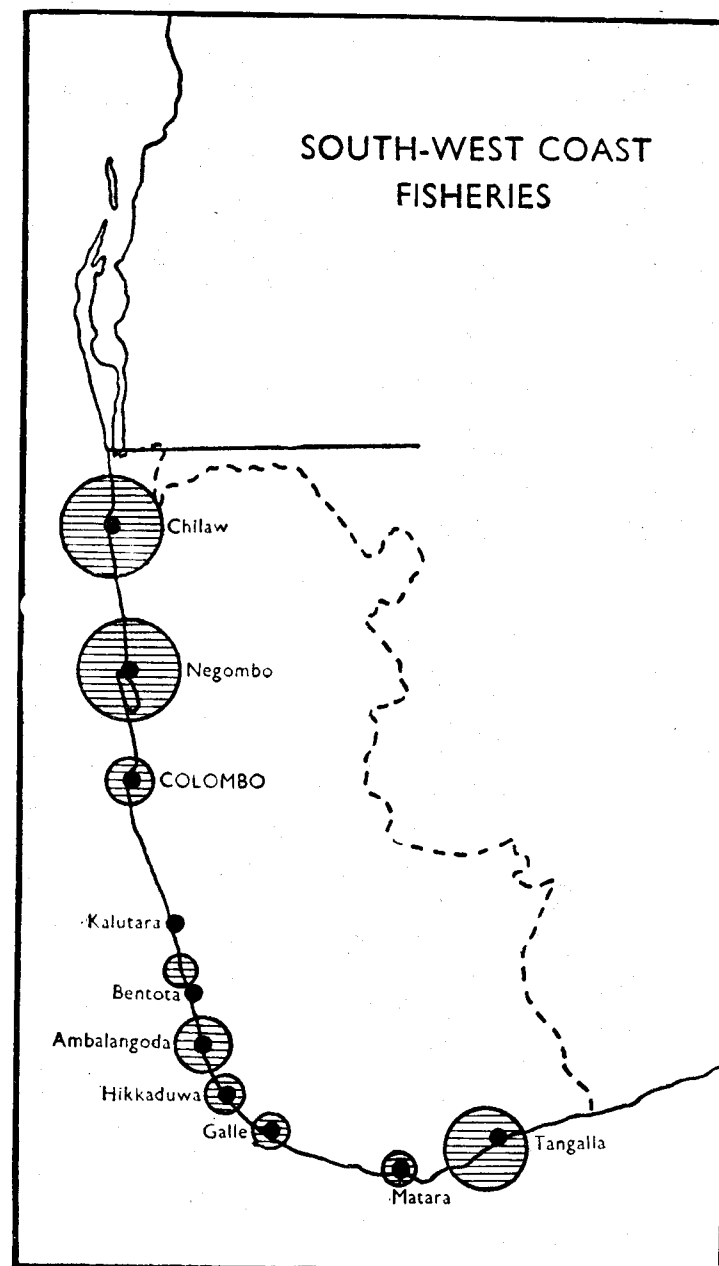 SOUTH-WEST COAST
FISHERIES
Chilaw
Negombo
COLOMBO
Kalutara
Bentota
Ambalangoda
Hikkaduwa
Galle
Tangalla
Matara